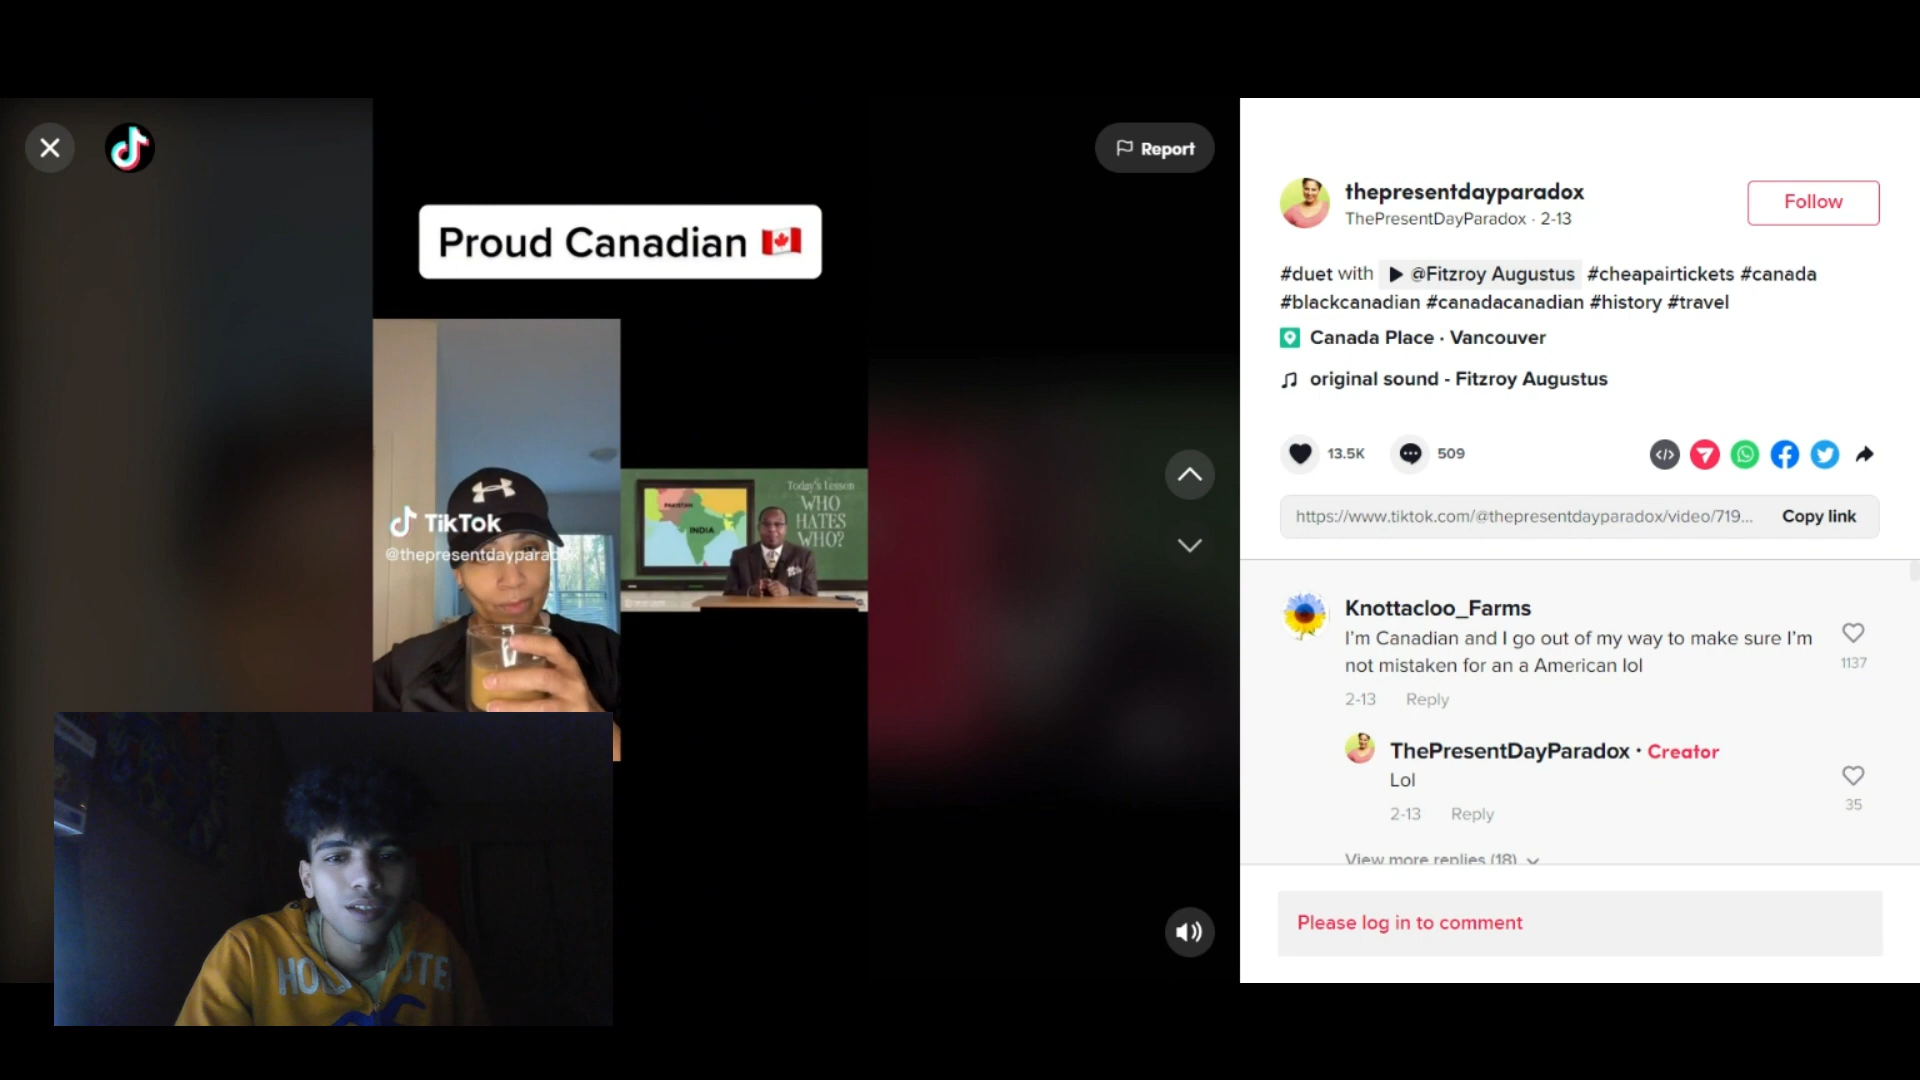 Report
Proud Canadian
TikTok
@thepresentdayparadox
PAKISTAN
INDIA
Today's Lesson
WHO
HATES
WHO?
HO
STE
thepresentdayparadox
ThePresentDayParadox · 2-13
Follow
#duet with @Fitzroy Augustus #cheapairtickets #canada
#blackcanadian #canadacanadian #history #travel
Canada Place · Vancouver
original sound - Fitzroy Augustus
13.5K
509
https://www.tiktok.com/@thepresentdayparadox/video/719...
Copy link
Knottacloo_Farms
I'm Canadian and I go out of my way to make sure I'm
not mistaken for an a American lol
1137
2-13 Reply
ThePresentDayParadox · Creator
Lol
35
2-13 Reply
View more replies (18)
Please log in to comment